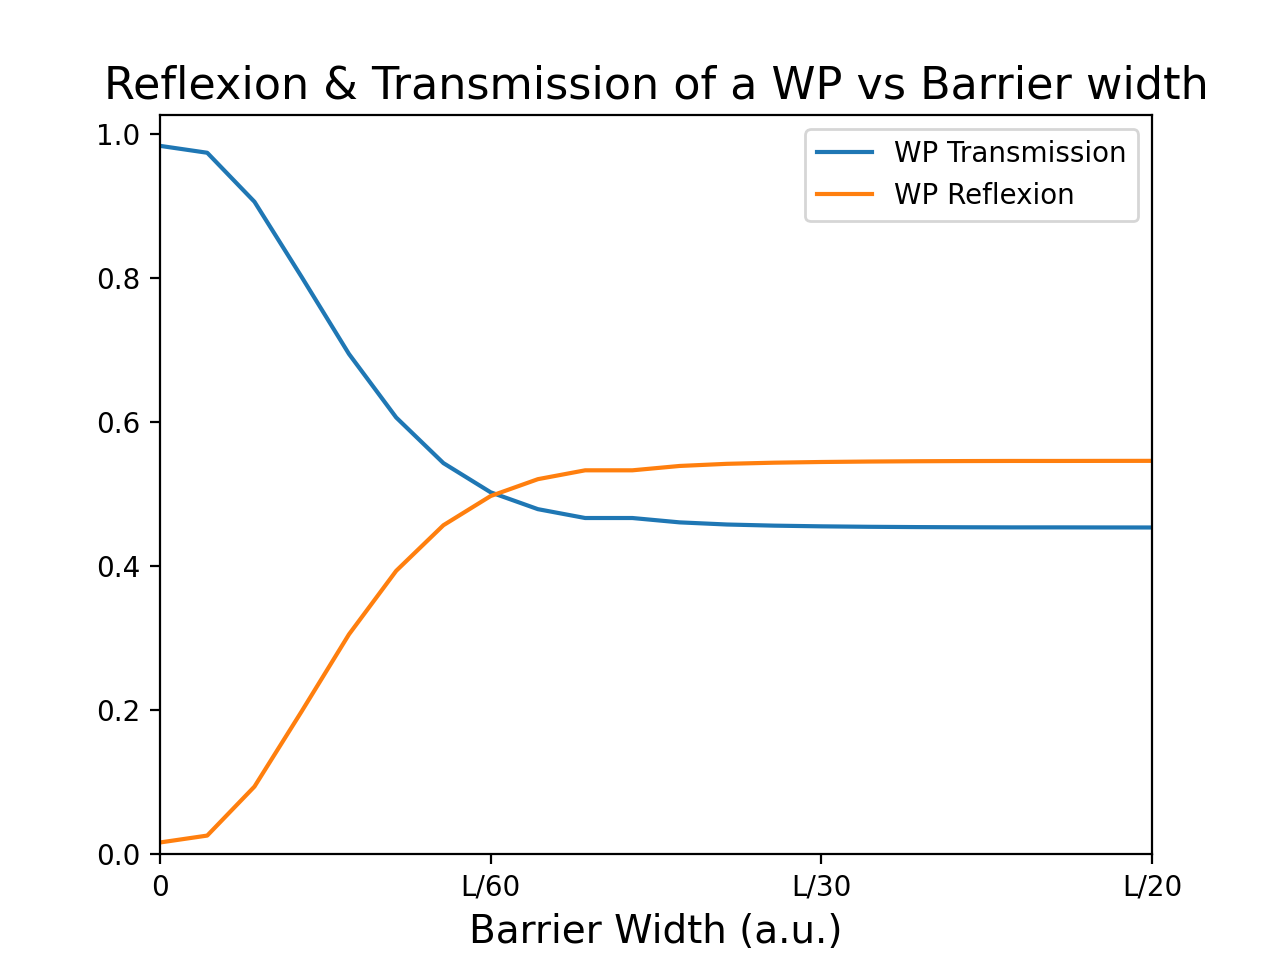 Reflexion & Transmission of a WP vs Barrier width
WP Transmission
WP Reflexion
1.0
0.8
0.6
0.4
0.2
0.0
0 L/60 L/30 L/20
Barrier Width (a.u.)